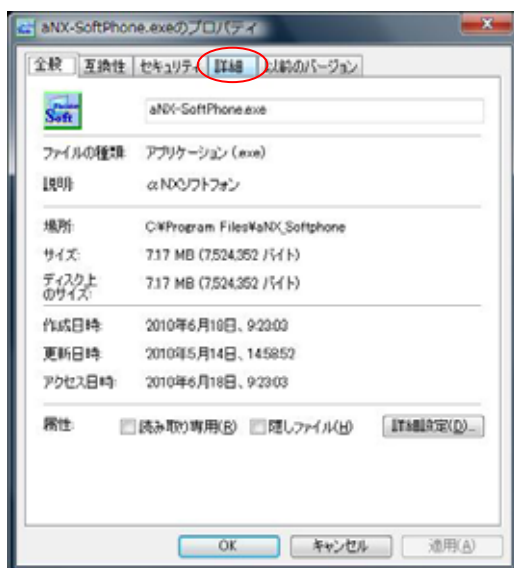 aNX-SoftPhone.exeのプロパティ
全般 互換性 セキュリティ 詳細 以前のバージョン
Soft
aNX-SoftPhone.exe
ファイルの種類: アプリケーション (.exe)
説明: αNXソフトフォン
場所: C:¥Program Files¥aNX_Softphone
サイズ: 7.17 MB (7,524,352 バイト)
ディスク上
のサイズ: 7.17 MB (7,524,352 バイト)
作成日時: 2010年6月18日、9:23:03
更新日時: 2010年5月14日、14:58:52
アクセス日時: 2010年6月18日、9:23:03
属性: 読み取り専用(R) 隠しファイル(H) 詳細設定(D)...
OK キャンセル 適用(A)